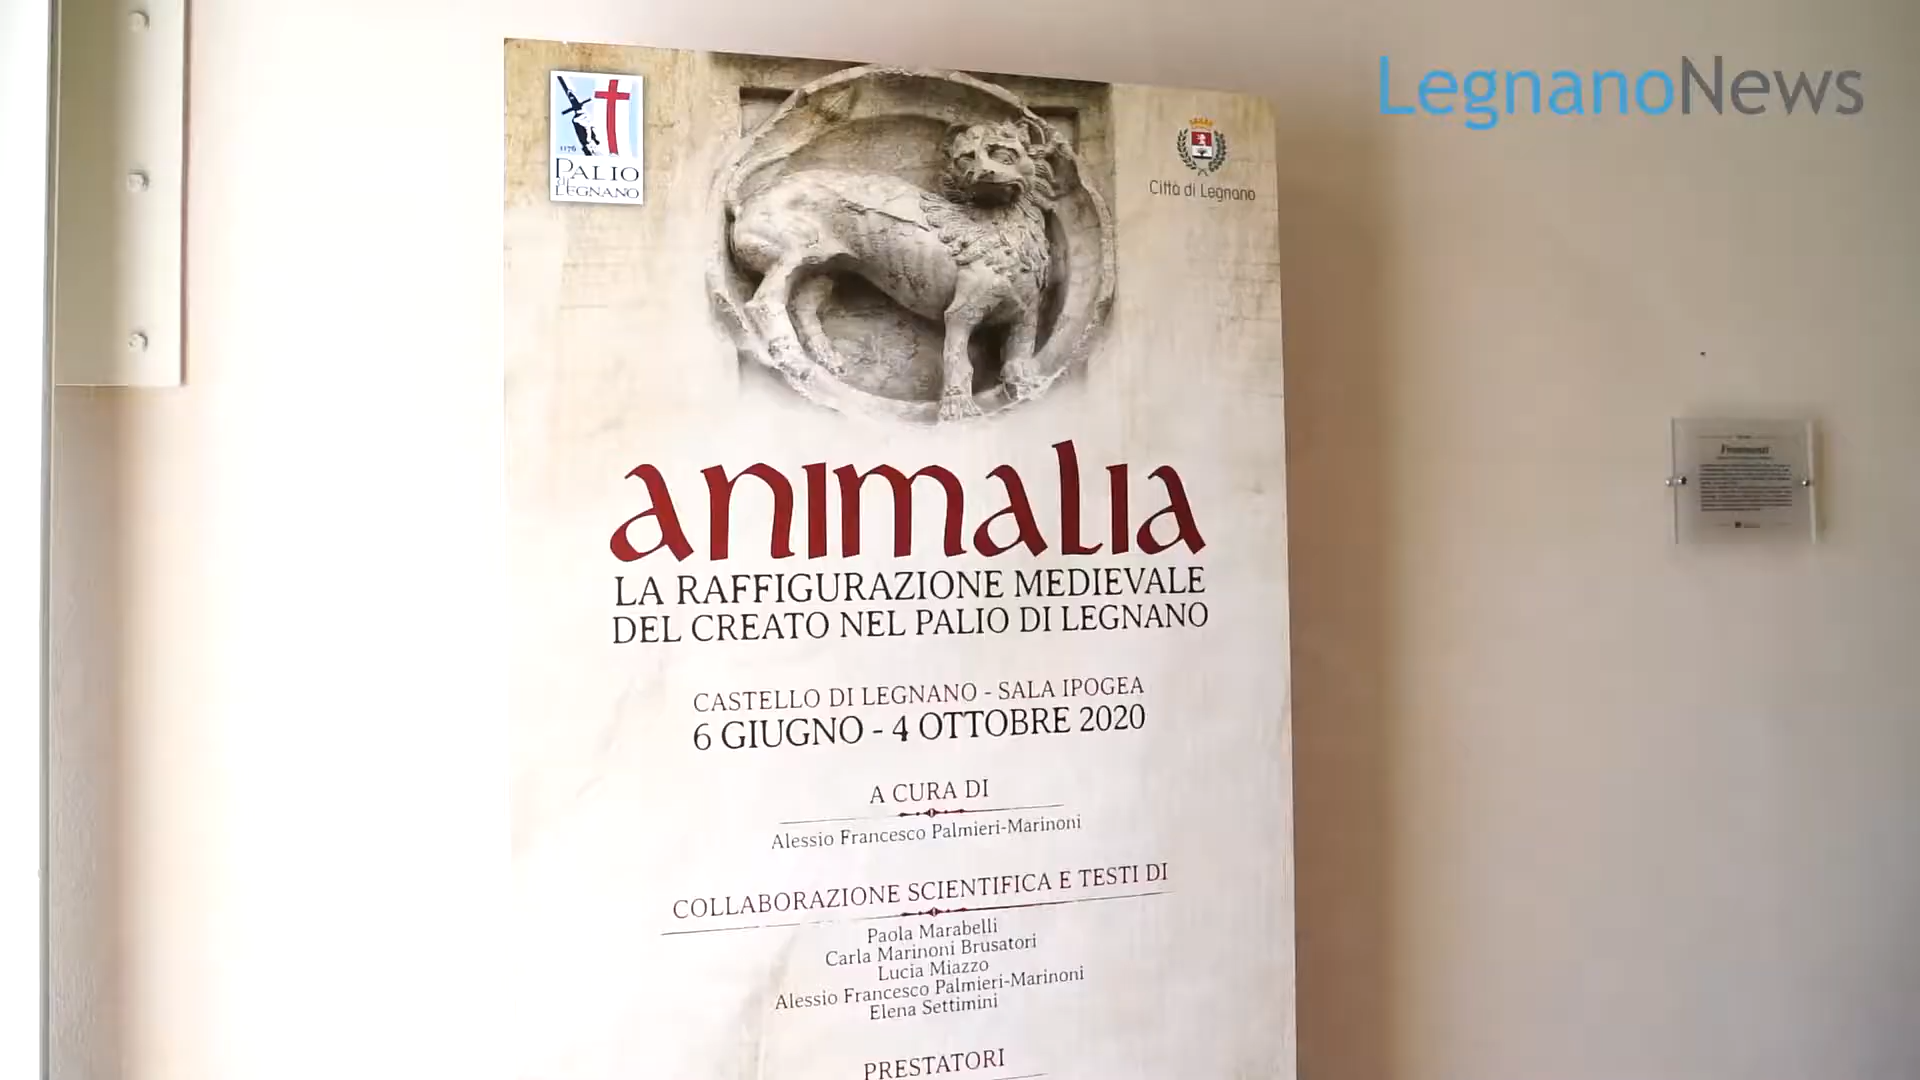 LegnanoNews
1176
PALIO
di LEGNANO
Città di Legnano
ANIMALIA
LA RAFFIGURAZIONE MEDIEVALE
DEL CREATO NEL PALIO DI LEGNANO
CASTELLO DI LEGNANO - SALA IPOGEA
6 GIUGNO - 4 OTTOBRE 2020
A CURA DI
Alessio Francesco Palmieri-Marinoni
COLLABORAZIONE SCIENTIFICA E TESTI DI
Paola Marabelli
Carla Marinoni Brusatori
Lucia Miazzo
Alessio Francesco Palmieri-Marinoni
Elena Settimini
PRESTATORI